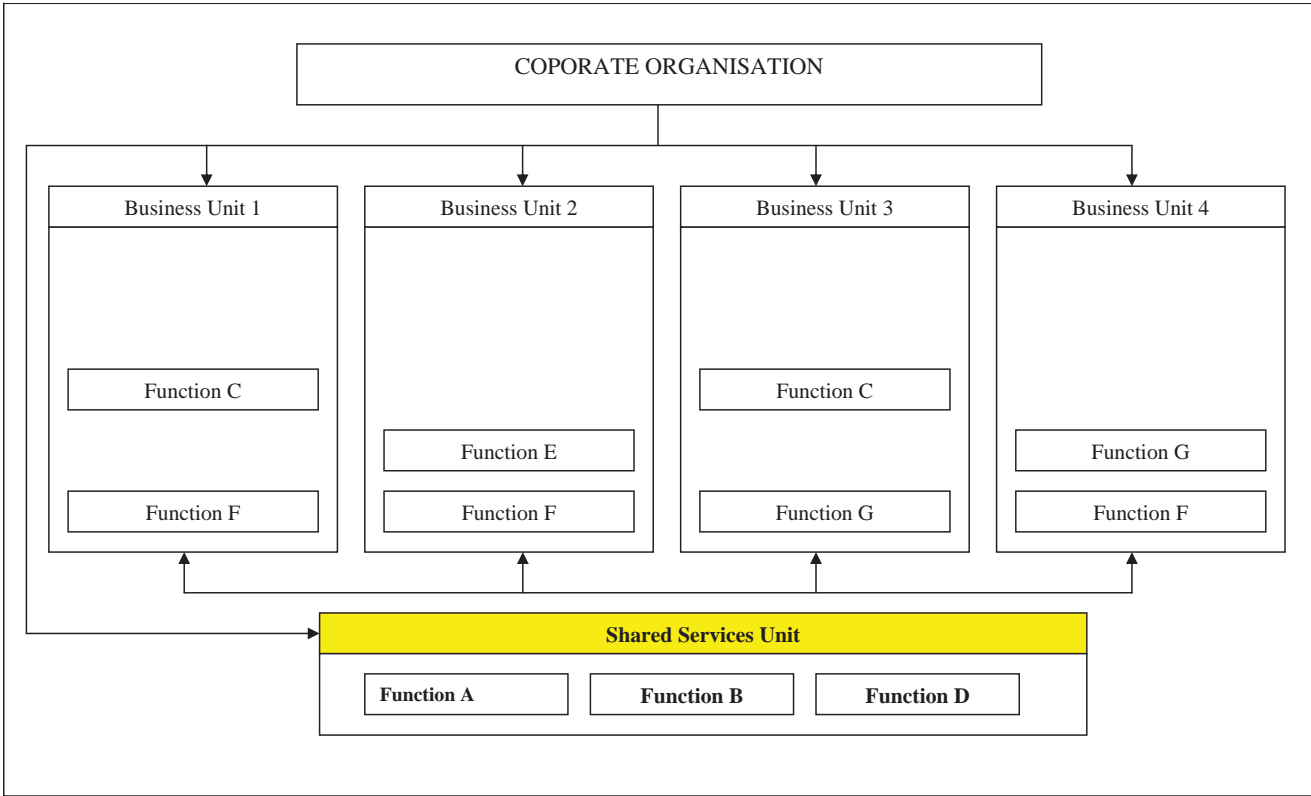 COPORATE ORGANISATION
Business Unit 1
Business Unit 2
Business Unit 3
Business Unit 4
Function C
Function C
Function E
Function G
Function F
Function F
Function G
Function F
Shared Services Unit
Function A
Function B
Function D